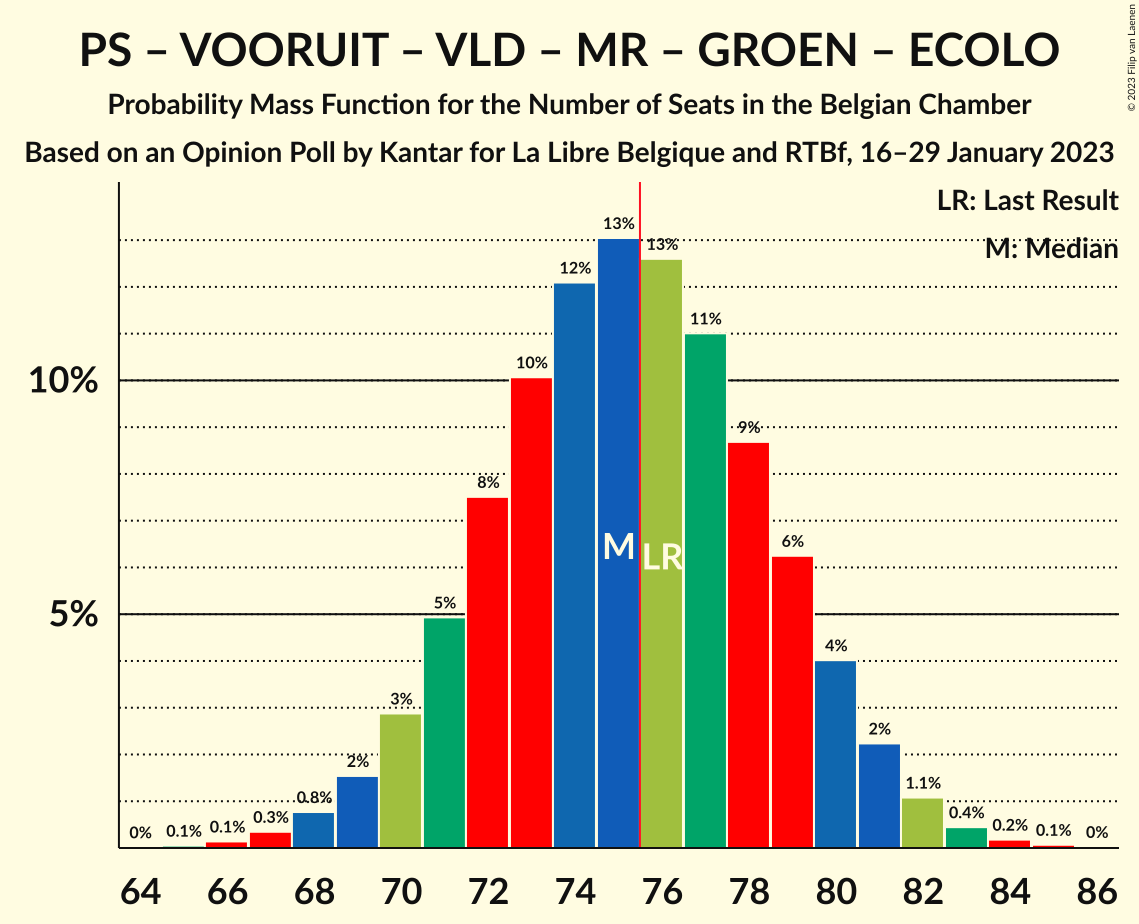 PS – VOORUIT – VLD – MR – GROEN – ECOLO
Probability Mass Function for the Number of Seats in the Belgian Chamber
Based on an Opinion Poll by Kantar for La Libre Belgique and RTBf, 16–29 January 2023
© 2023 Filip van Laenen
LR: Last Result
M: Median
10%
5%
0%
0.1%
0.1%
0.3%
0.8%
2%
3%
5%
8%
10%
12%
13%
13%
11%
9%
6%
4%
2%
1.1%
0.4%
0.2%
0.1%
0%
M
LR
64 66 68 70 72 74 76 78 80 82 84 86